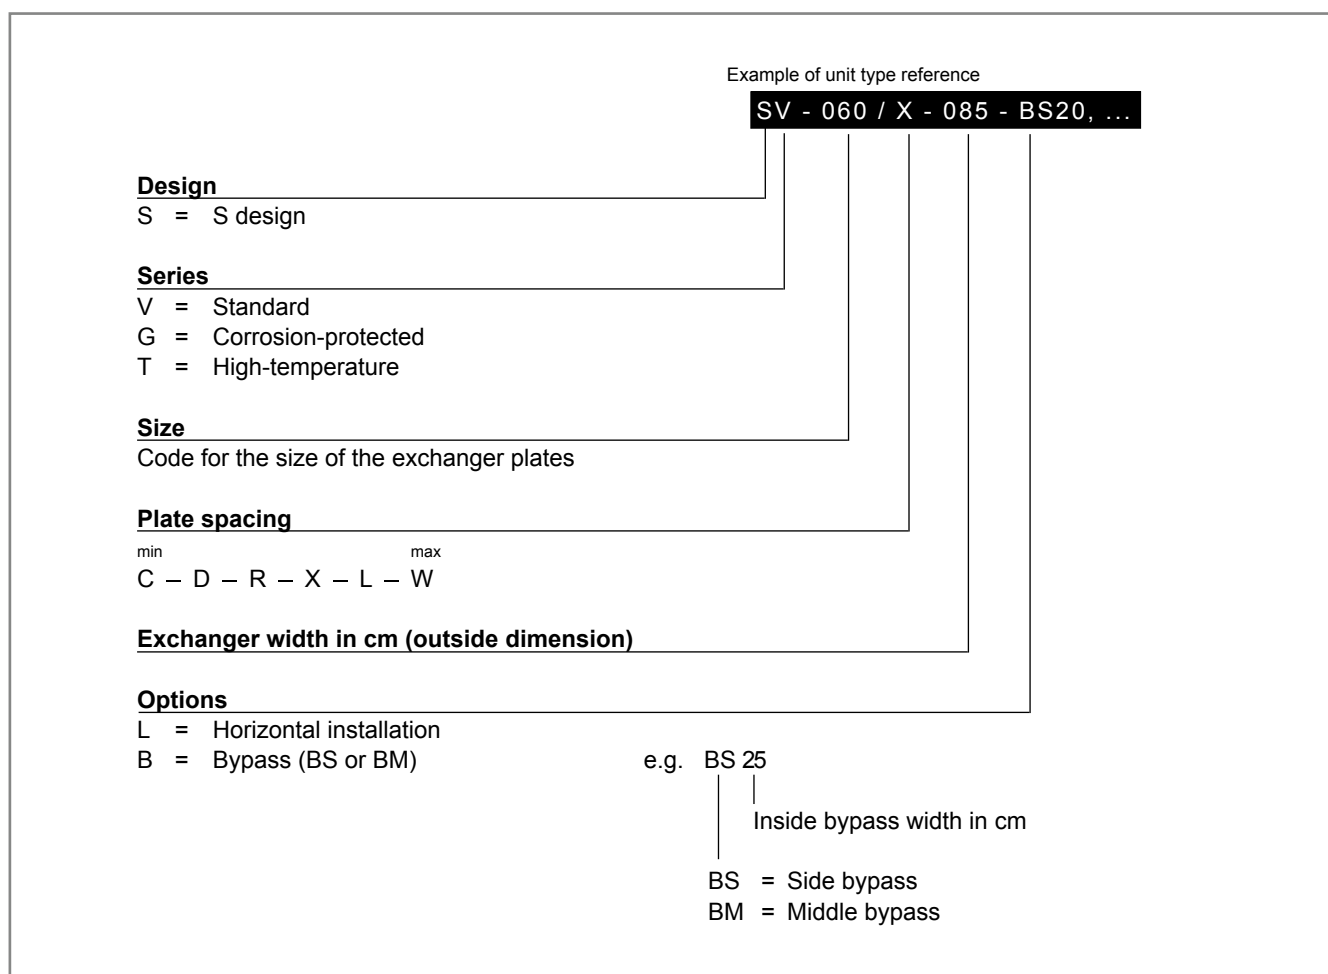 Example of unit type reference
SV - 060 / X - 085 - BS20, ...
Design
S = S design
Series
V = Standard
G = Corrosion-protected
T = High-temperature
Size
Code for the size of the exchanger plates
Plate spacing
min max
C – D – R – X – L – W
Exchanger width in cm (outside dimension)
Options
L = Horizontal installation
B = Bypass (BS or BM) e.g. BS 25
Inside bypass width in cm
BS = Side bypass
BM = Middle bypass